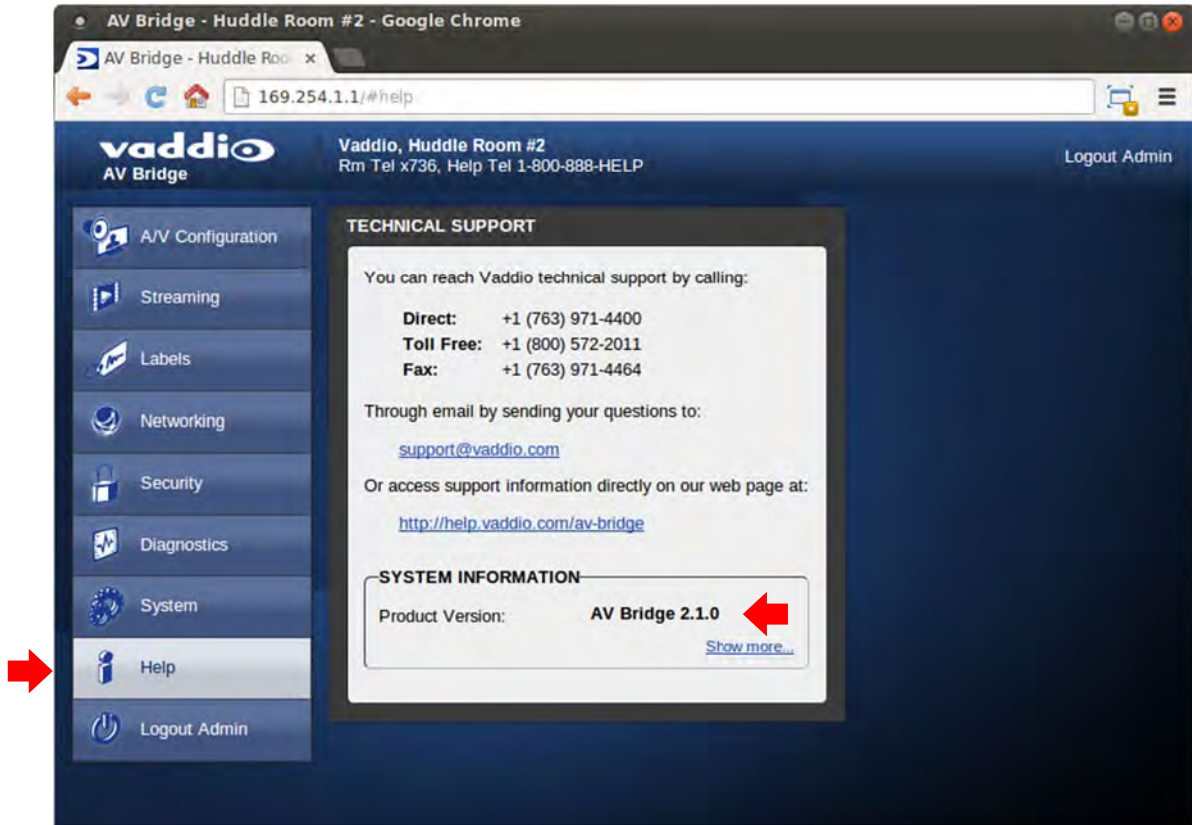 AV Bridge - Huddle Room #2 - Google Chrome
AV Bridge - Huddle Roo
169.254.1.1/#help
vaddio
AV Bridge
Vaddio, Huddle Room #2
Rm Tel x736, Help Tel 1-800-888-HELP
Logout Admin
A/V Configuration
Streaming
Labels
Networking
Security
Diagnostics
System
Help
Logout Admin
TECHNICAL SUPPORT
You can reach Vaddio technical support by calling:
Direct: +1 (763) 971-4400
Toll Free: +1 (800) 572-2011
Fax: +1 (763) 971-4464
Through email by sending your questions to:
support@vaddio.com
Or access support information directly on our web page at:
http://help.vaddio.com/av-bridge
SYSTEM INFORMATION
Product Version: AV Bridge 2.1.0
Show more...